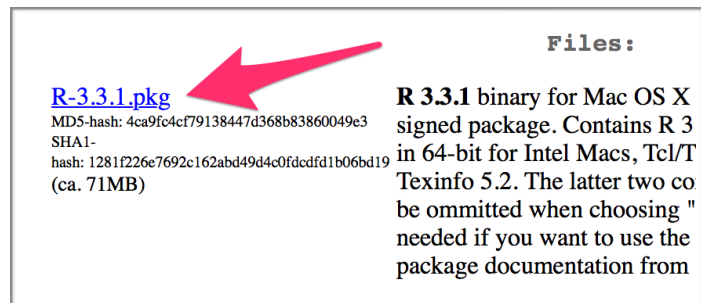 Files:
R-3.3.1.pkg
MD5-hash: 4ca9fc4cf79138447d368b83860049e3
SHA1-
hash: 1281f226e7692c162abd49d4c0fdcdfd1b06bd19
(ca. 71MB)
R 3.3.1 binary for Mac OS X
signed package. Contains R 3
in 64-bit for Intel Macs, Tcl/T
Texinfo 5.2. The latter two co
be ommitted when choosing "
needed if you want to use the
package documentation from